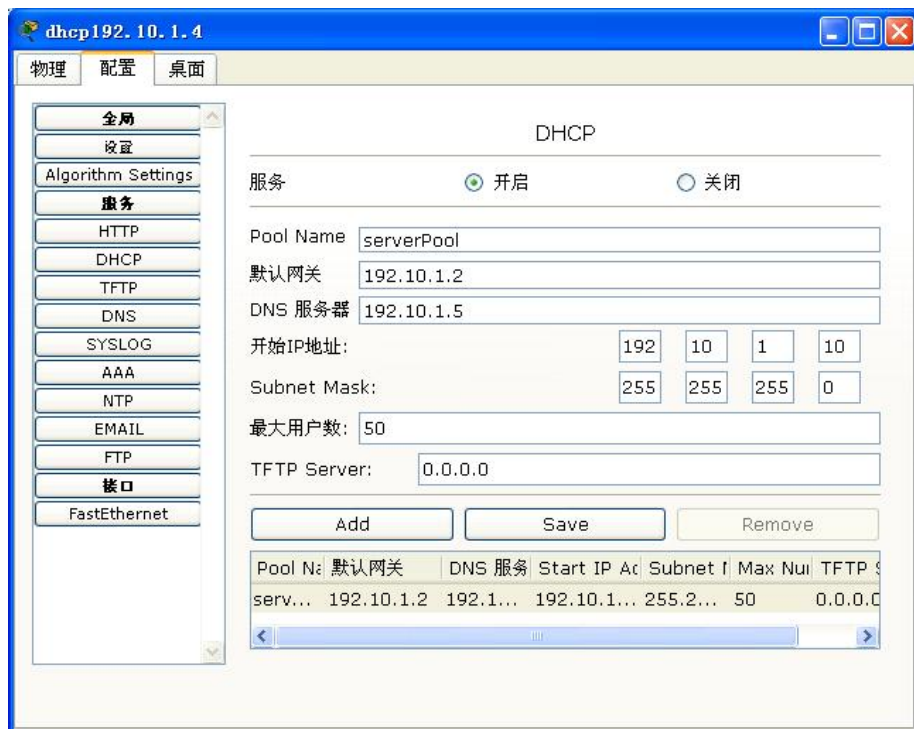 dhcp192.10.1.4
物理 配置 桌面
全局
设置
Algorithm Settings
服务
HTTP
DHCP
TFTP
DNS
SYSLOG
AAA
NTP
EMAIL
FTP
接口
FastEthernet
DHCP
服务 开启 关闭
Pool Name serverPool
默认网关 192.10.1.2
DNS 服务器 192.10.1.5
开始IP地址: 192 10 1 10
Subnet Mask: 255 255 255 0
最大用户数: 50
TFTP Server: 0.0.0.0
Add Save Remove
Pool Na 默认网关 DNS 服务 Start IP Ad Subnet M Max Num TFTP S
serv... 192.10.1.2 192.1... 192.10.1... 255.2... 50 0.0.0.0